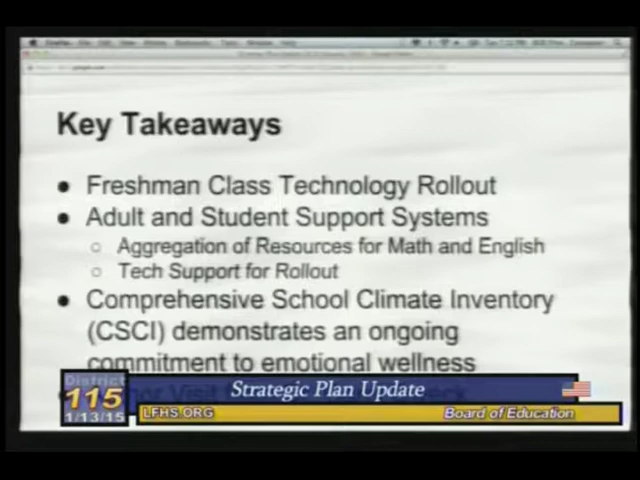 Key Takeaways
● Freshman Class Technology Rollout
● Adult and Student Support Systems
○ Aggregation of Resources for Math and English
○ Tech Support for Rollout
● Comprehensive School Climate Inventory
(CSCI) demonstrates an ongoing
commitment to emotional wellness
District
115
1/13/15
Strategic Plan Update
LFHS.ORG
Board of Education